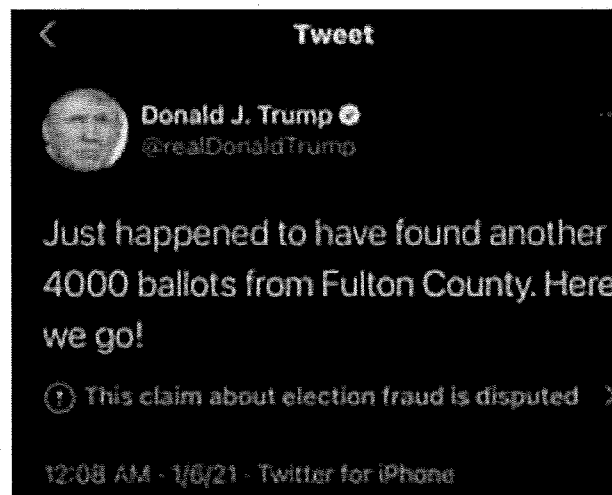 Tweet
Donald J. Trump
@realDonaldTrump
Just happened to have found another
4000 ballots from Fulton County. Here
we go!
This claim about election fraud is disputed
12:08 AM - 1/6/21 - Twitter for iPhone